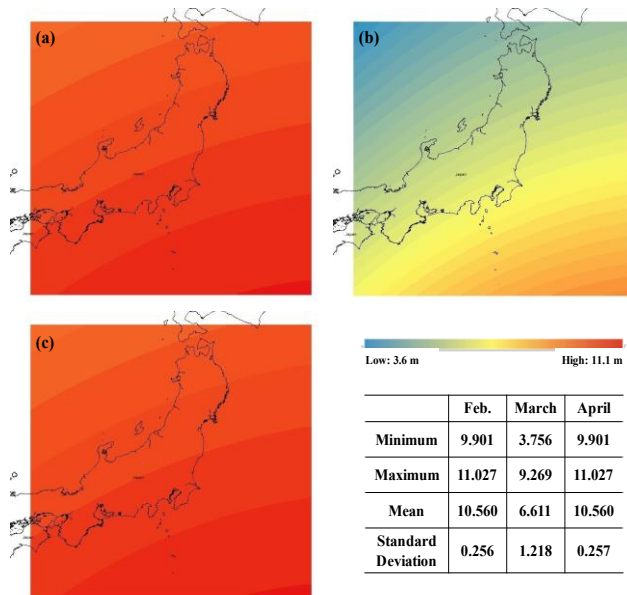 (a)
(b)
(c)
Low: 3.6 m High: 11.1 m
Feb. March April
Minimum 9.901 3.756 9.901
Maximum 11.027 9.269 11.027
Mean 10.560 6.611 10.560
Standard
Deviation 0.256 1.218 0.257